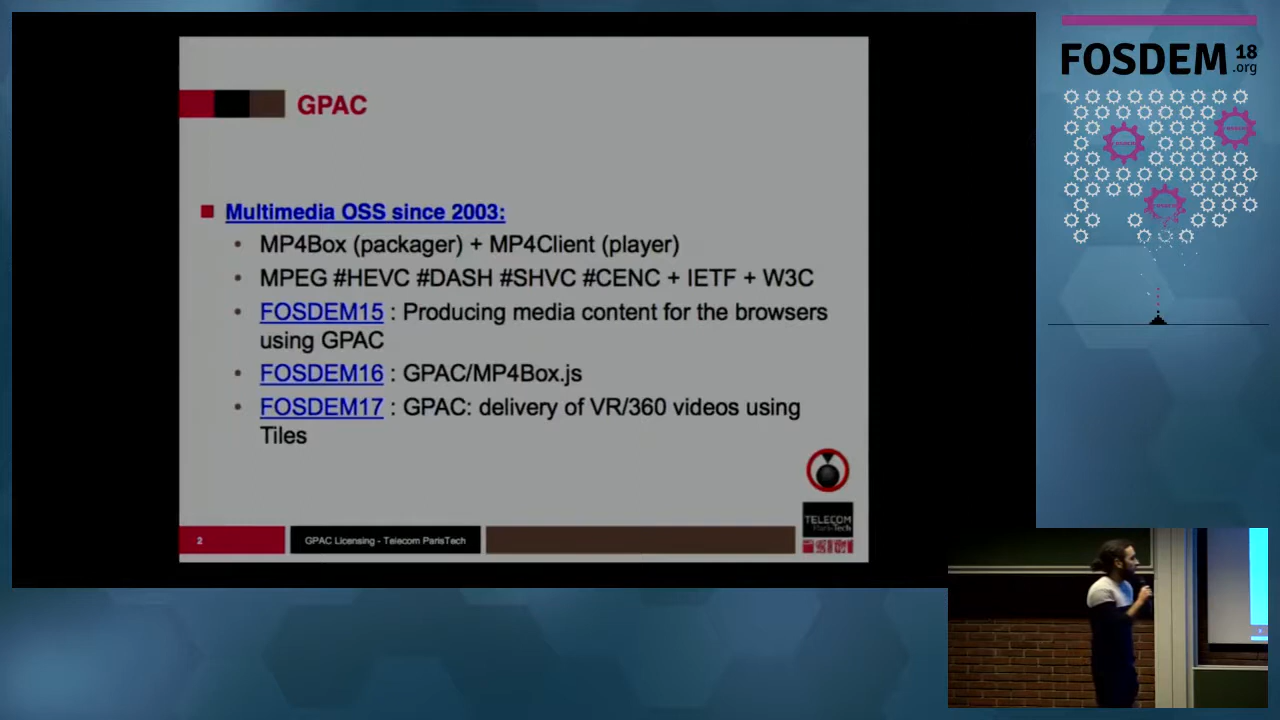 GPAC
Multimedia OSS since 2003:
MP4Box (packager) + MP4Client (player)
MPEG #HEVC #DASH #SHVC #CENC + IETF + W3C
FOSDEM15 : Producing media content for the browsers
using GPAC
FOSDEM16 : GPAC/MP4Box.js
FOSDEM17 : GPAC: delivery of VR/360 videos using
Tiles
2
GPAC Licensing - Telecom ParisTech
TELECOM
ParisTech
FOSDEM 18
.org